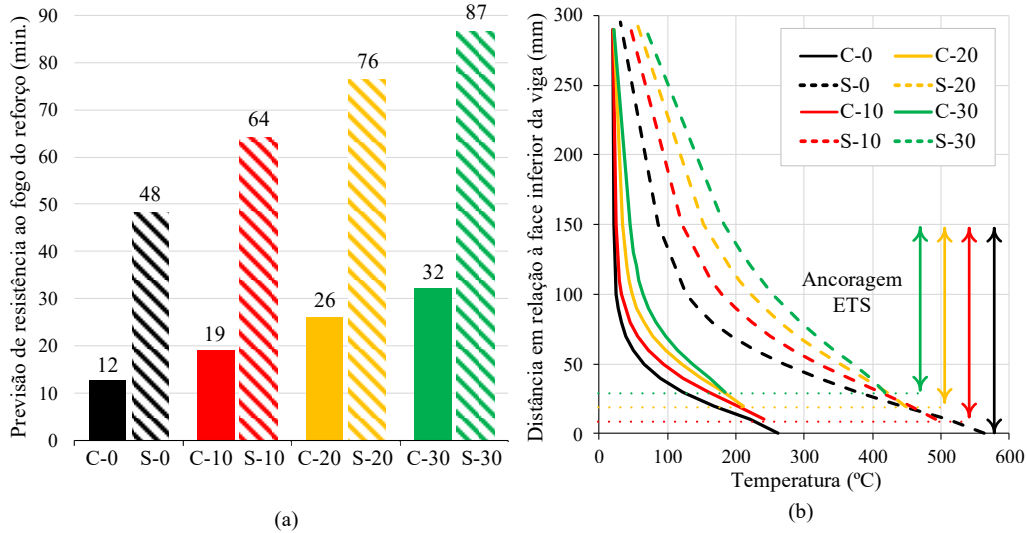 (a)
Previsão de resistência ao fogo do reforço (min.)
90
80
70
60
50
40
30
20
10
0
12
48
19
64
26
76
32
87
C-0 S-0 C-10 S-10 C-20 S-20 C-30 S-30
(a)
Distância em relação à face inferior da viga (mm)
300
250
200
150
100
50
0
C-0 C-20
S-0 S-20
C-10 C-30
S-10 S-30
Ancoragem
ETS
0 100 200 300 400 500 600
Temperatura (ºC)
(b)